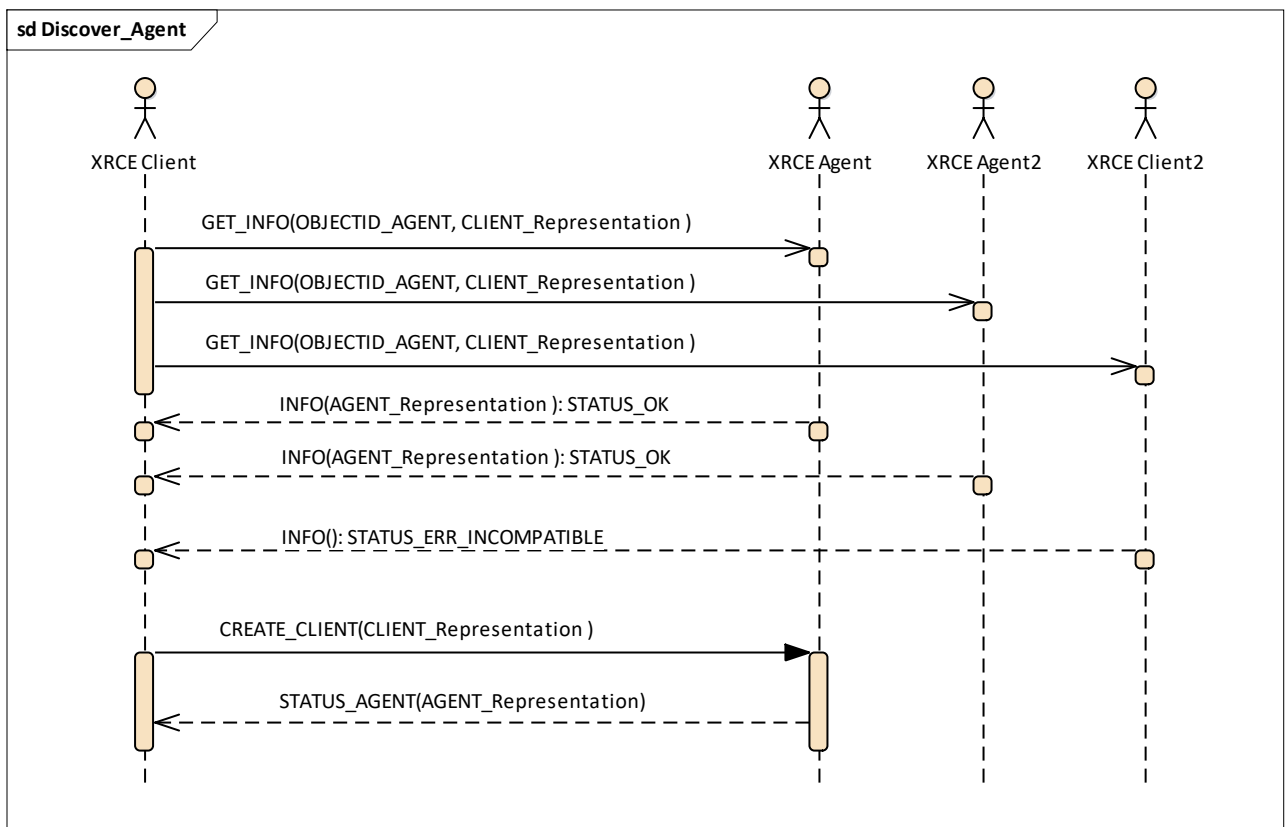 sd Discover_Agent
XRCE Client
XRCE Agent
XRCE Agent2
XRCE Client2
GET_INFO(OBJECTID_AGENT, CLIENT_Representation )
GET_INFO(OBJECTID_AGENT, CLIENT_Representation )
GET_INFO(OBJECTID_AGENT, CLIENT_Representation )
INFO(AGENT_Representation ): STATUS_OK
INFO(AGENT_Representation ): STATUS_OK
INFO(): STATUS_ERR_INCOMPATIBLE
CREATE_CLIENT(CLIENT_Representation )
STATUS_AGENT(AGENT_Representation)